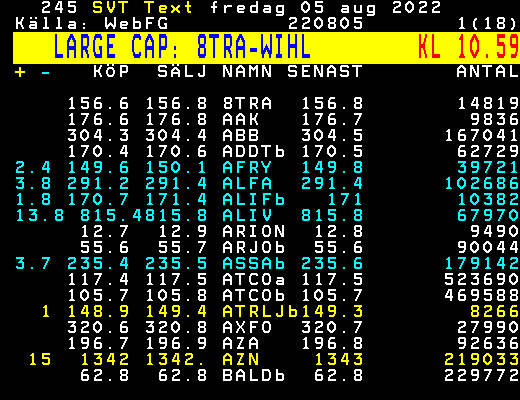 245 SVT Text fredag 05 aug 2022
Källa: WebFG 220805 1(18)
LARGE CAP: 8TRA-WIHL KL 10.59
+ - KÖP SÄLJ NAMN SENAST ANTAL
156.6 156.8 8TRA 156.8 14819
176.6 176.8 AAK 176.7 9836
304.3 304.4 ABB 304.5 167041
170.4 170.6 ADDTb 170.5 62729
2.4 149.6 150.1 AFRY 149.8 39721
3.8 291.2 291.4 ALFA 291.4 102686
1.8 170.7 171.4 ALIFb 171 10382
13.8 815.4815.8 ALIV 815.8 67970
12.7 12.9 ARION 12.8 9490
55.6 55.7 ARJOb 55.6 90044
3.7 235.4 235.5 ASSAb 235.6 179142
117.4 117.5 ATCOa 117.5 523690
105.7 105.8 ATCOb 105.7 469588
1 148.9 149.4 ATRLJb149.3 8266
320.6 320.8 AXFO 320.7 27990
196.7 196.9 AZA 196.8 92636
15 1342 1342. AZN 1343 219033
62.8 62.8 BALDb 62.8 229772